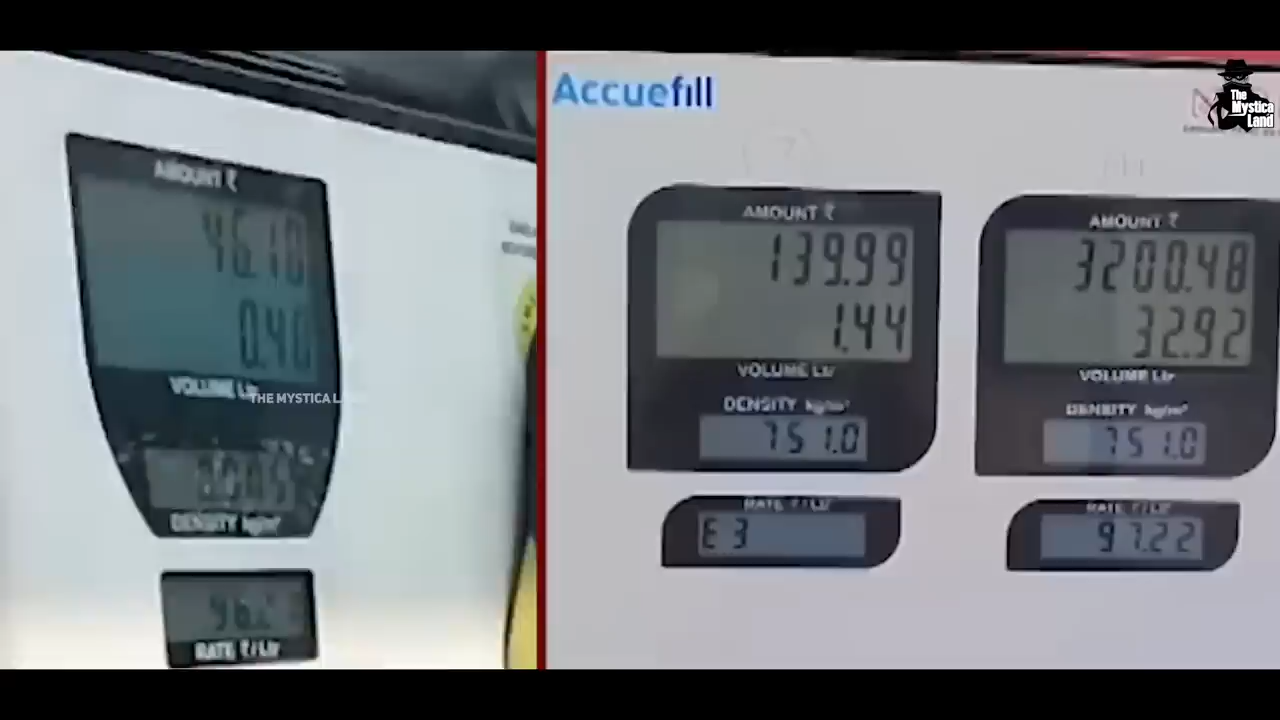 AMOUNT ₹
46.10
0.40
VOLUME Ltr
THE MYSTICA L
DENSITY kg/m³
RATE ₹/Ltr
Accuefill
AMOUNT ₹
139.99
1.44
VOLUME Ltr
DENSITY kg/m³
751.0
RATE ₹/Ltr
E 3
AMOUNT ₹
3200.48
32.92
VOLUME Ltr
DENSITY kg/m³
751.0
RATE ₹/Ltr
97.22
The
Mystica
Land